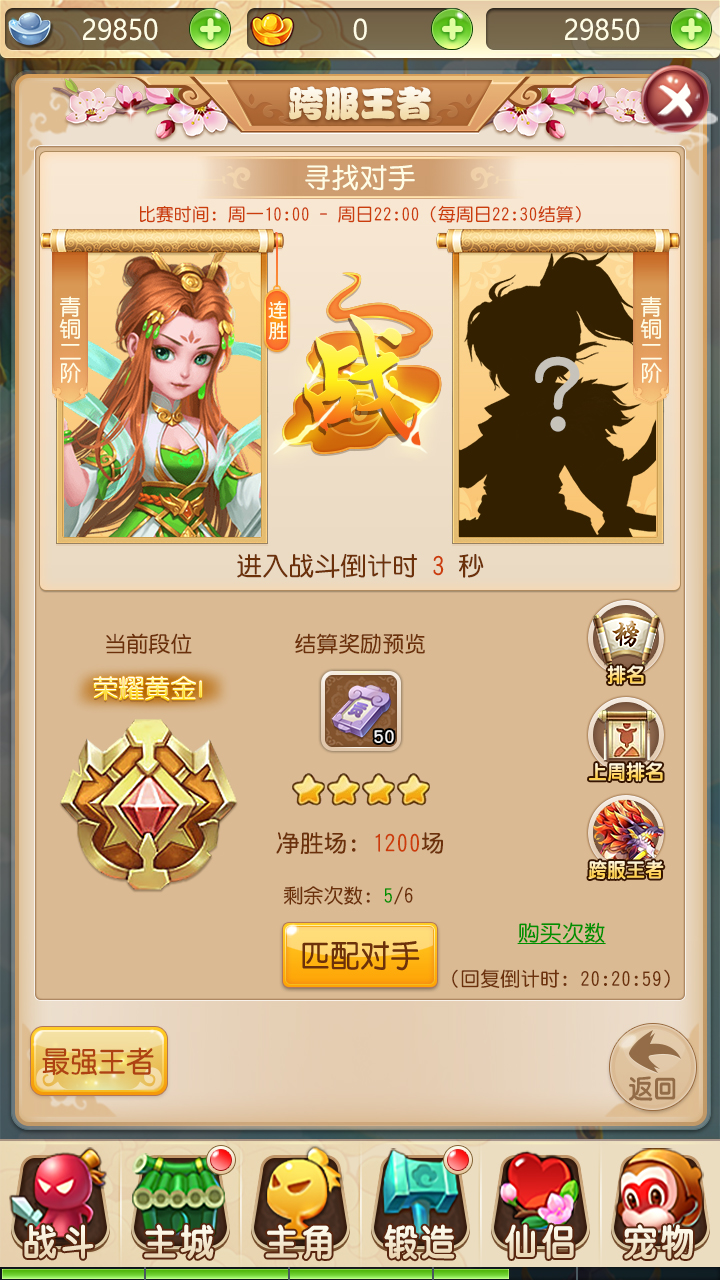 29850
0
29850
跨服王者
寻找对手
比赛时间：周一10:00 - 周日22:00（每周日22:30结算）
青铜二阶
连胜
战
?
青铜二阶
进入战斗倒计时 3 秒
当前段位
荣耀黄金I
结算奖励预览
50
榜
排名
上周排名
跨服王者
净胜场：1200场
剩余次数：5/6
匹配对手
购买次数
（回复倒计时：20:20:59）
最强王者
返回
战斗
主城
主角
锻造
仙侣
宠物